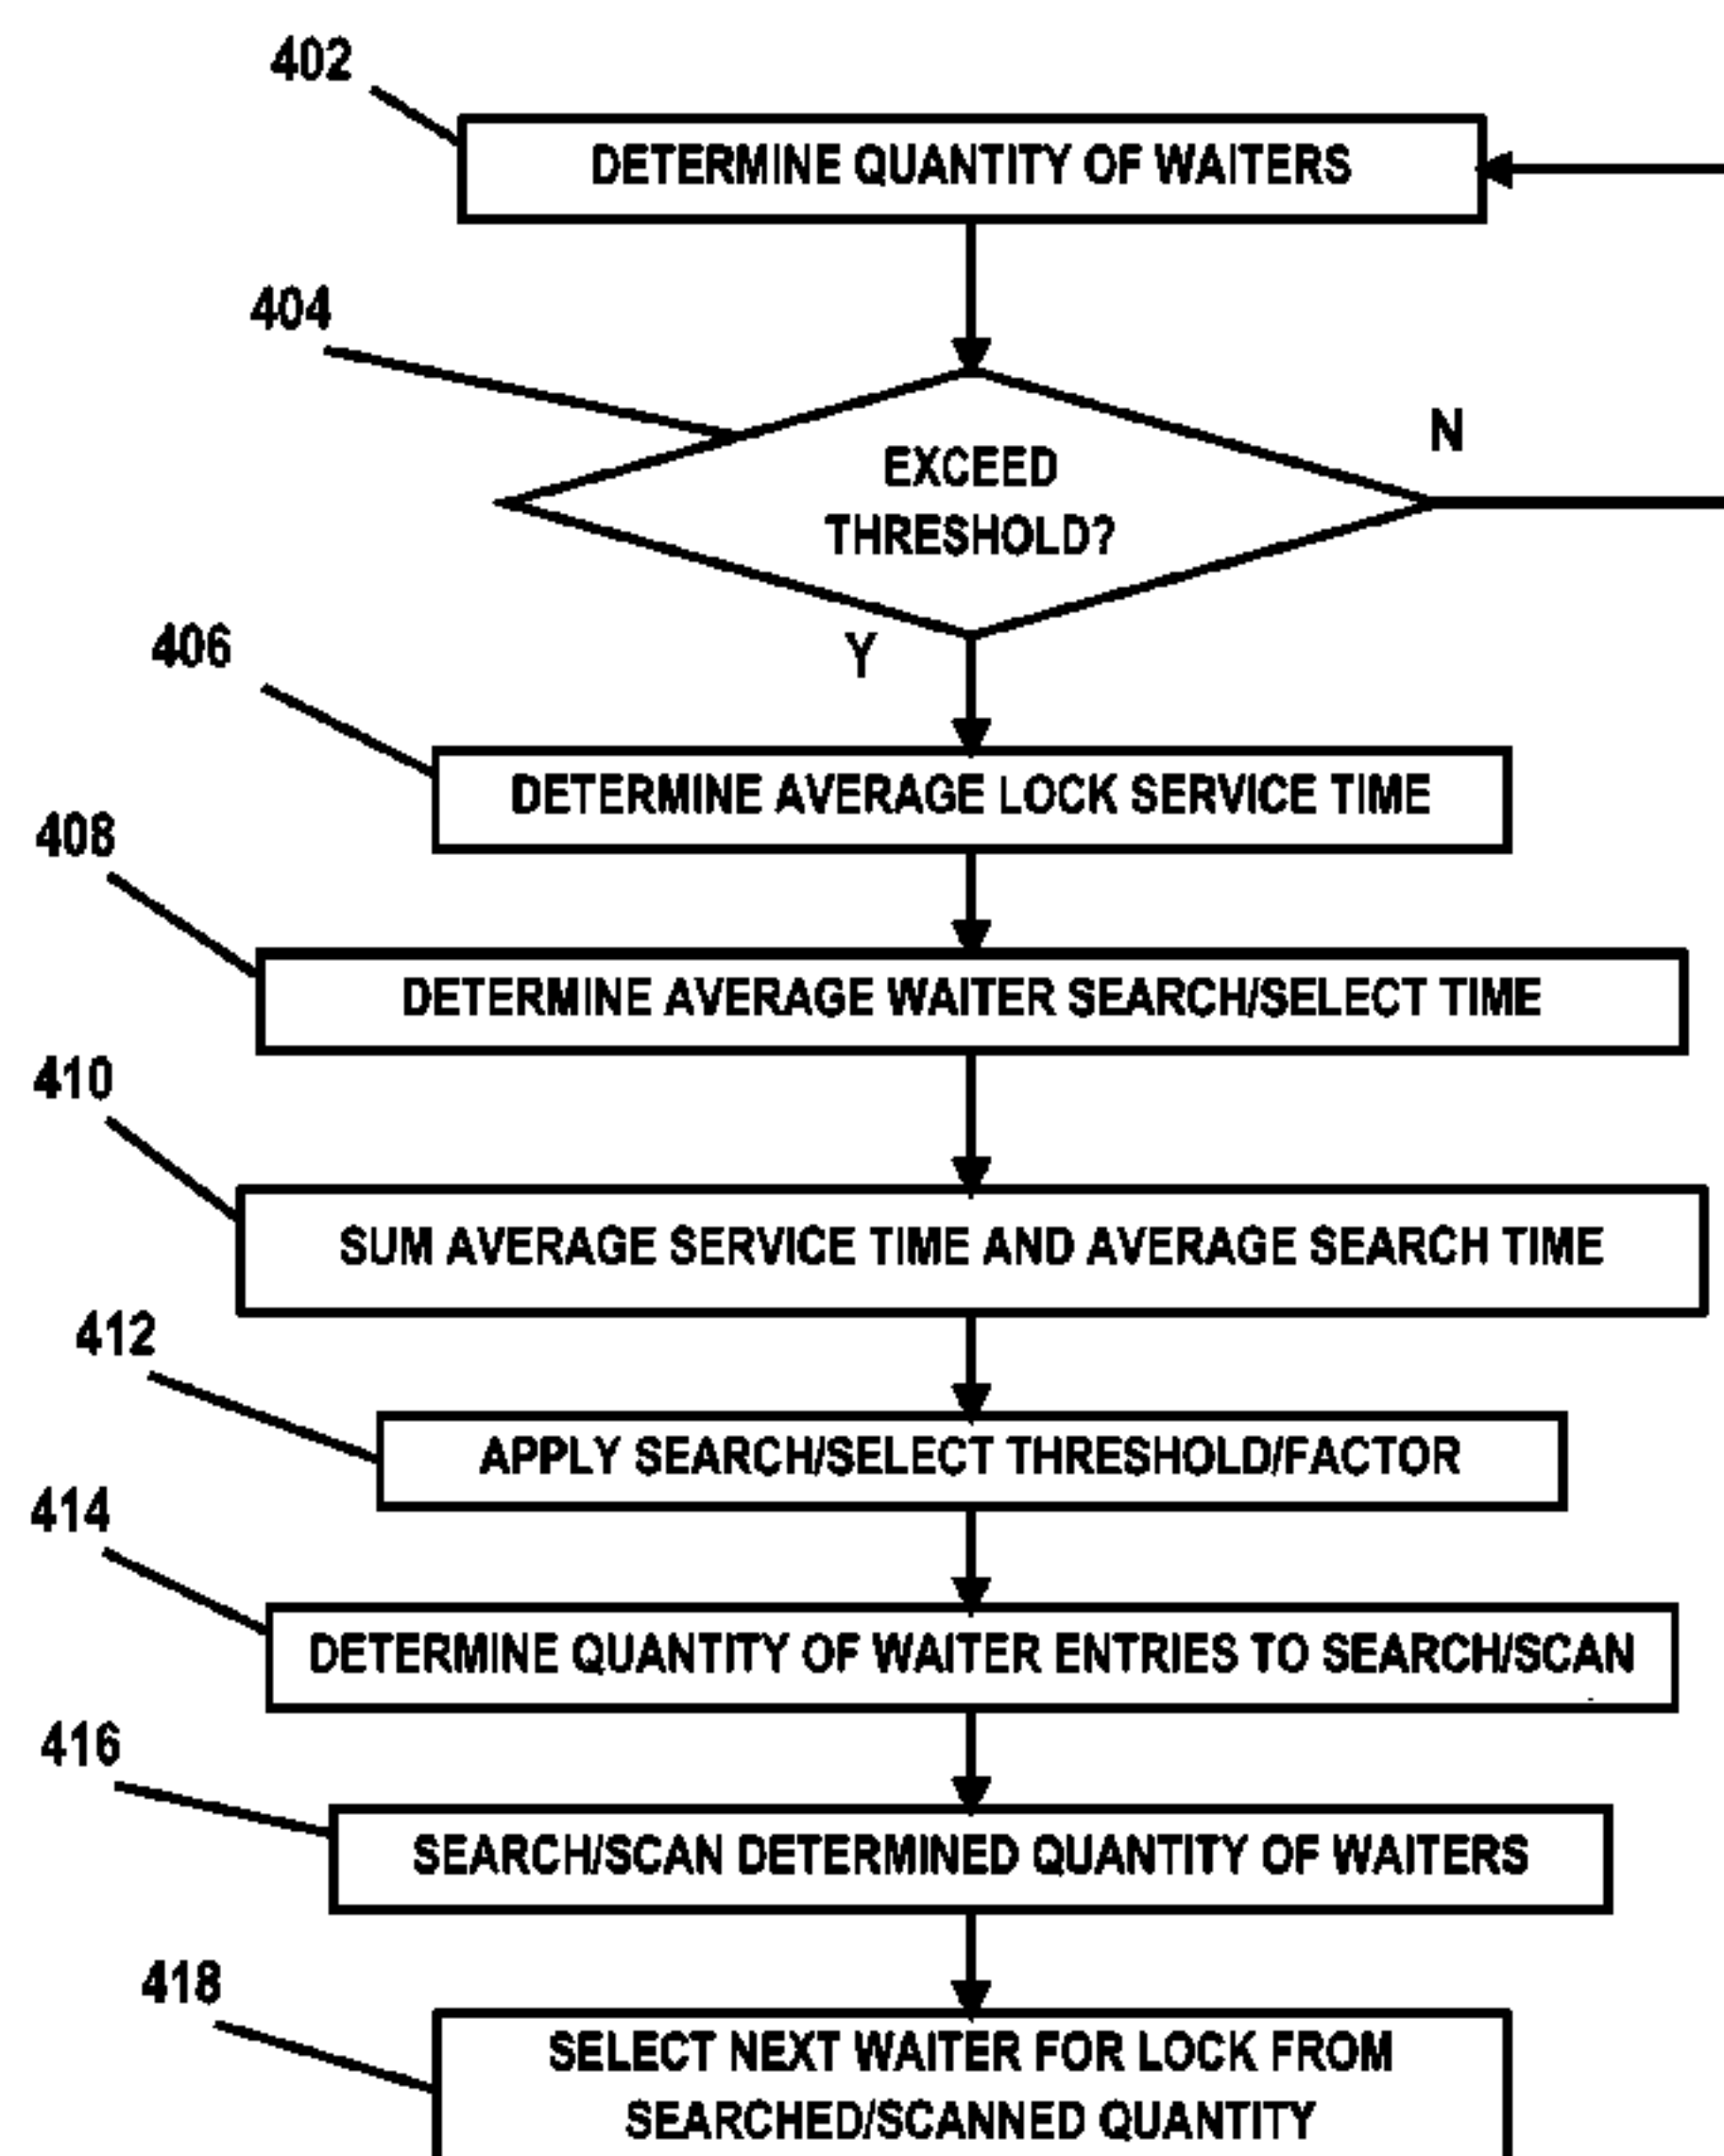 402
DETERMINE QUANTITY OF WAITERS
404
EXCEED
THRESHOLD?
N
Y
406
DETERMINE AVERAGE LOCK SERVICE TIME
408
DETERMINE AVERAGE WAITER SEARCH/SELECT TIME
410
SUM AVERAGE SERVICE TIME AND AVERAGE SEARCH TIME
412
APPLY SEARCH/SELECT THRESHOLD/FACTOR
414
DETERMINE QUANTITY OF WAITER ENTRIES TO SEARCH/SCAN
416
SEARCH/SCAN DETERMINED QUANTITY OF WAITERS
418
SELECT NEXT WAITER FOR LOCK FROM
SEARCHED/SCANNED QUANTITY